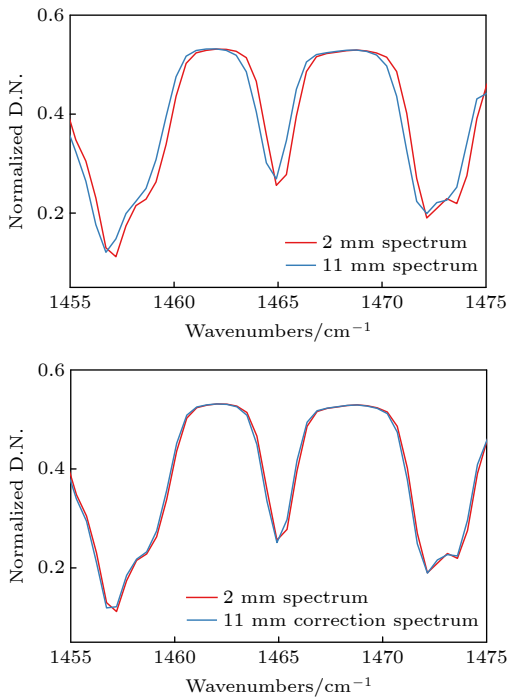 0.6
0.4
0.2
Normalized D.N.
2 mm spectrum
11 mm spectrum
1455 1460 1465 1470 1475
Wavenumbers/cm⁻¹
0.6
0.4
0.2
Normalized D.N.
2 mm spectrum
11 mm correction spectrum
1455 1460 1465 1470 1475
Wavenumbers/cm⁻¹